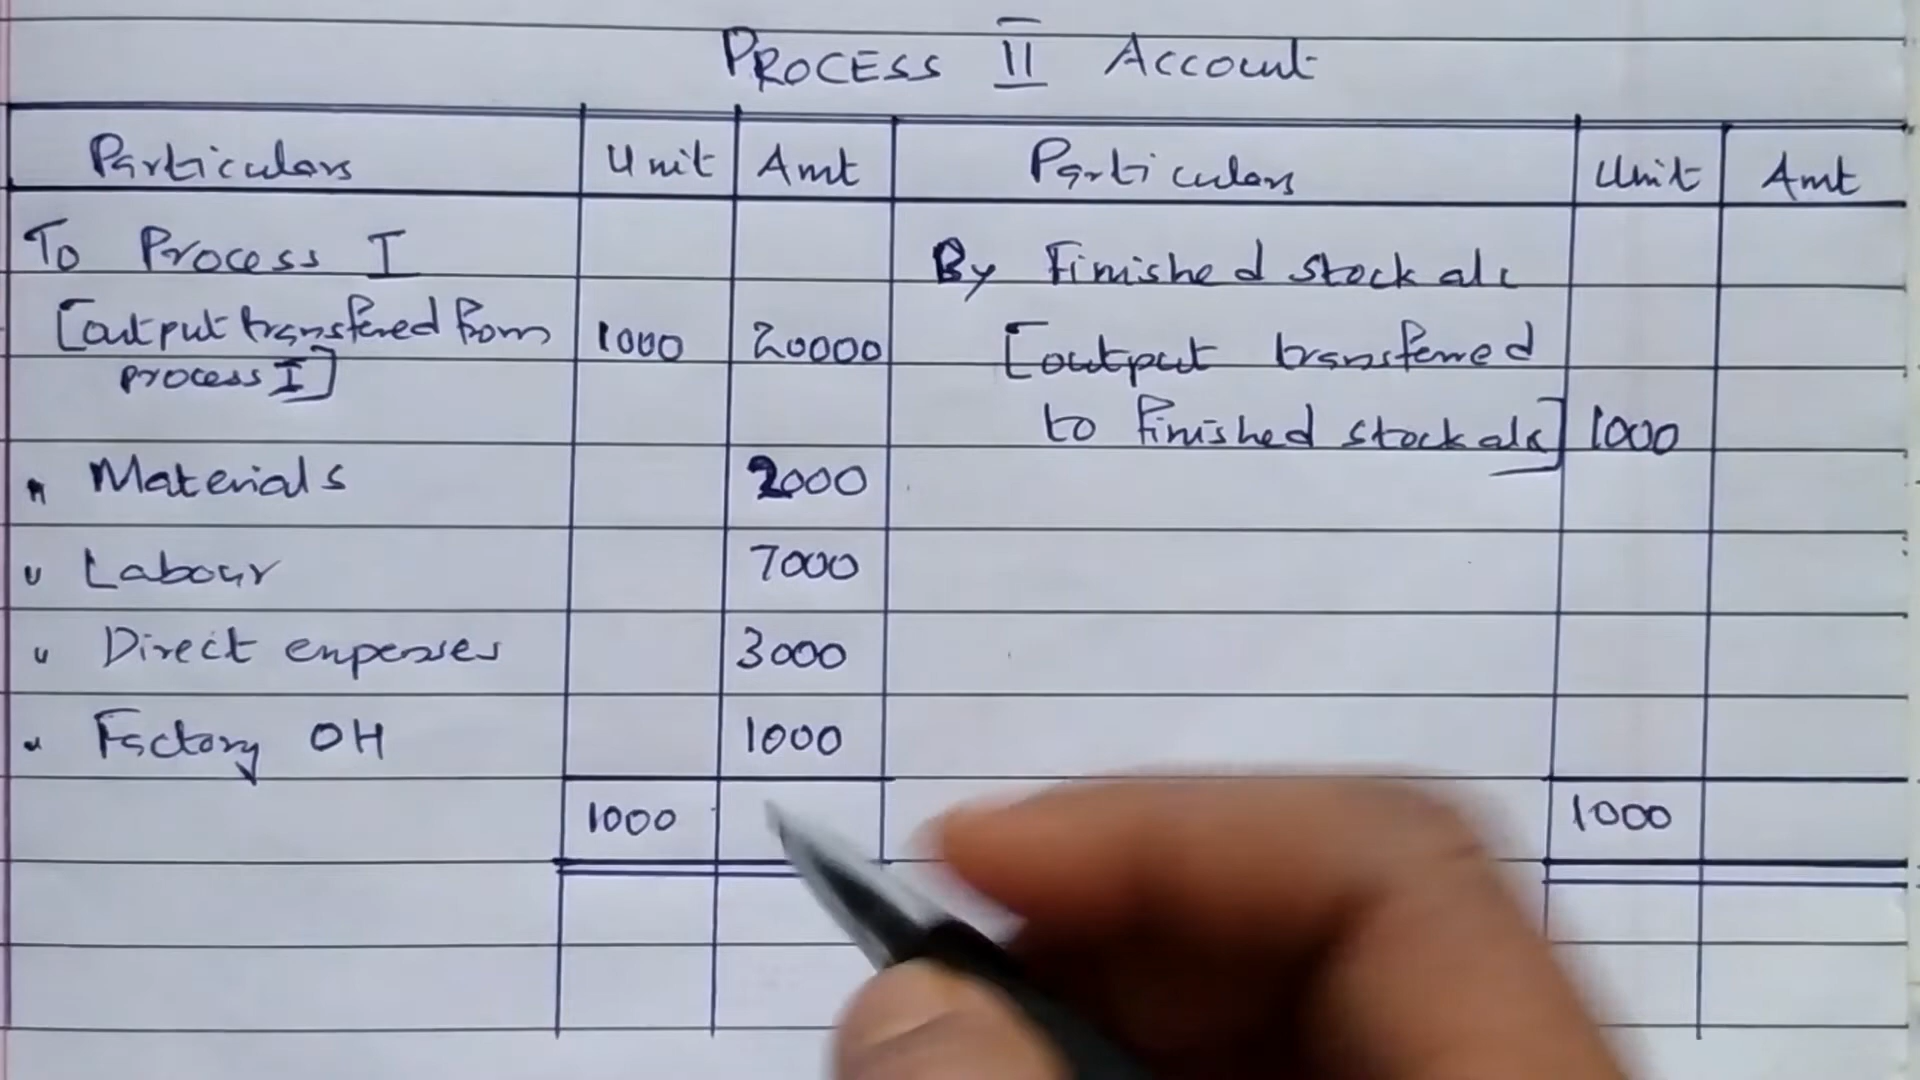 PROCESS II Account
Particulars Unit Amt Particulars Unit Amt
To Process I
[output transfered from 1000 20000
process I]
" Materials 2000
" Labour 7000
" Direct expenses 3000
" Factory OH 1000
1000
By Finished stock a/c
[output transferred
to finished stock a/c] 1000
1000